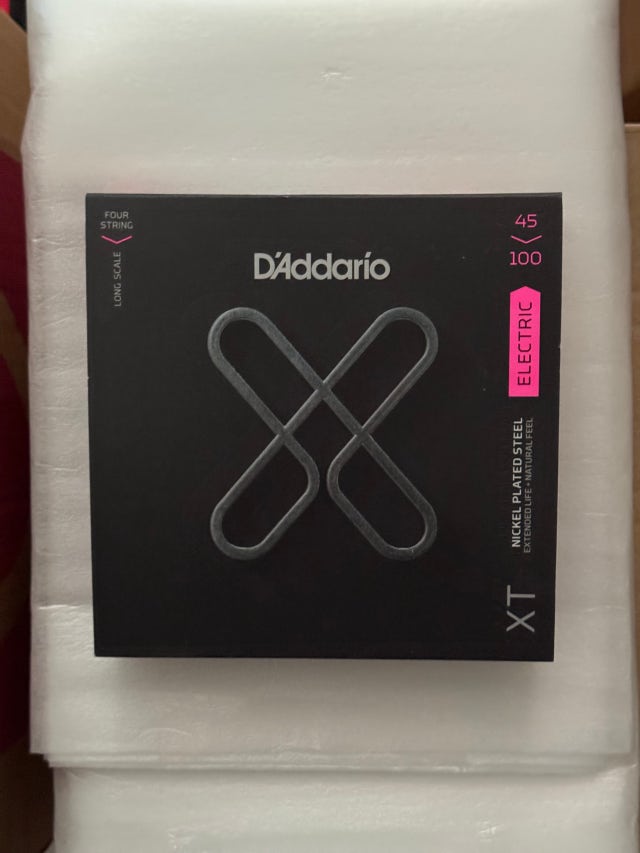 FOUR
STRING
LONG SCALE
D'Addario
45
100
ELECTRIC
NICKEL PLATED STEEL
EXTENDED LIFE • NATURAL FEEL
XT